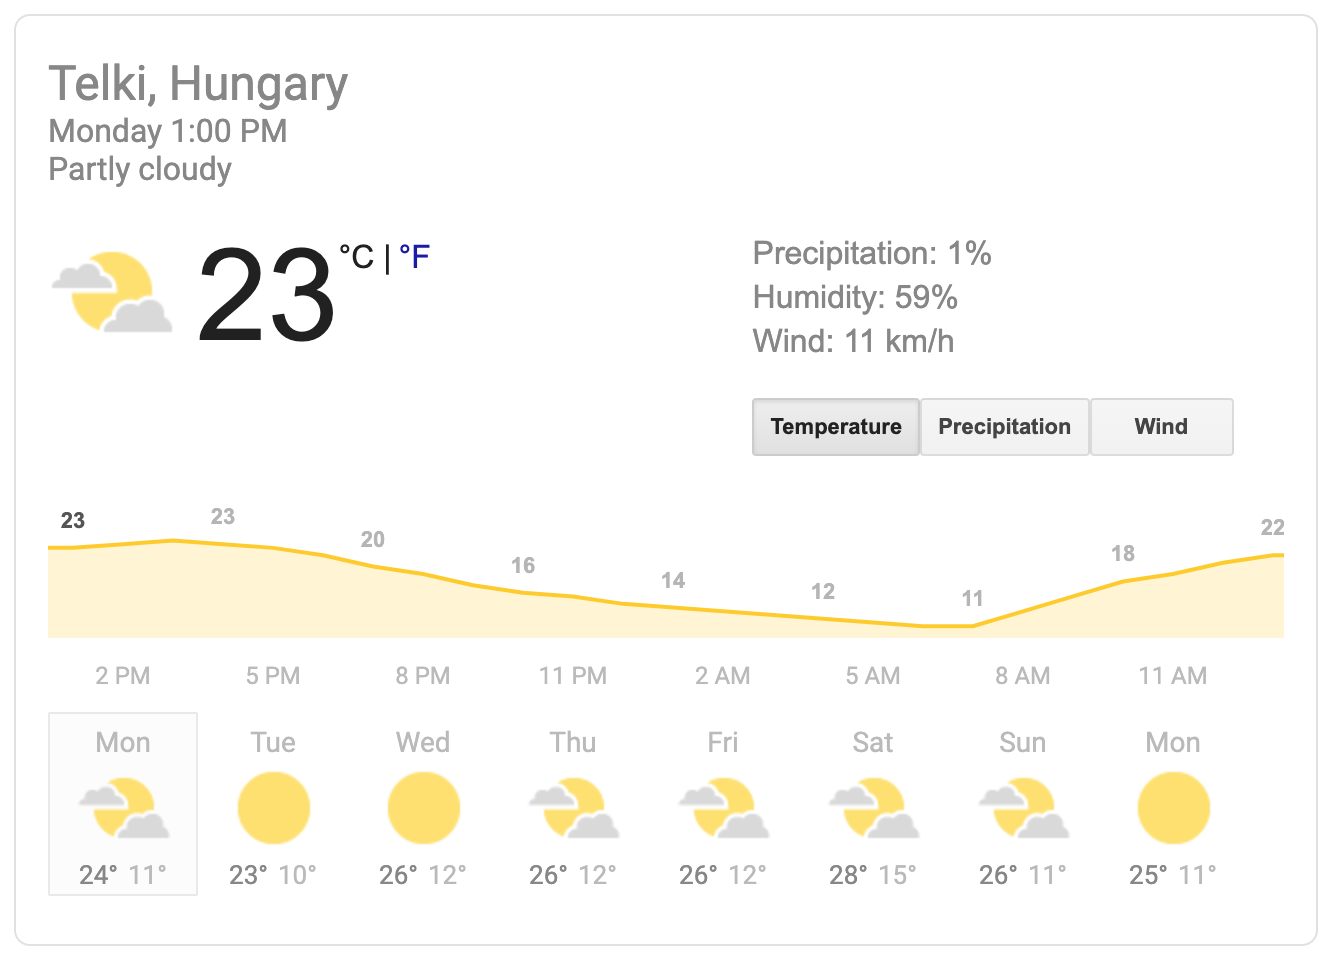 Telki, Hungary
Monday 1:00 PM
Partly cloudy
23 °C | °F
Precipitation: 1%
Humidity: 59%
Wind: 11 km/h
Temperature Precipitation Wind
23 23 20 16 14 12 11 18 22
2 PM 5 PM 8 PM 11 PM 2 AM 5 AM 8 AM 11 AM
Mon Tue Wed Thu Fri Sat Sun Mon
24° 11° 23° 10° 26° 12° 26° 12° 26° 12° 28° 15° 26° 11° 25° 11°